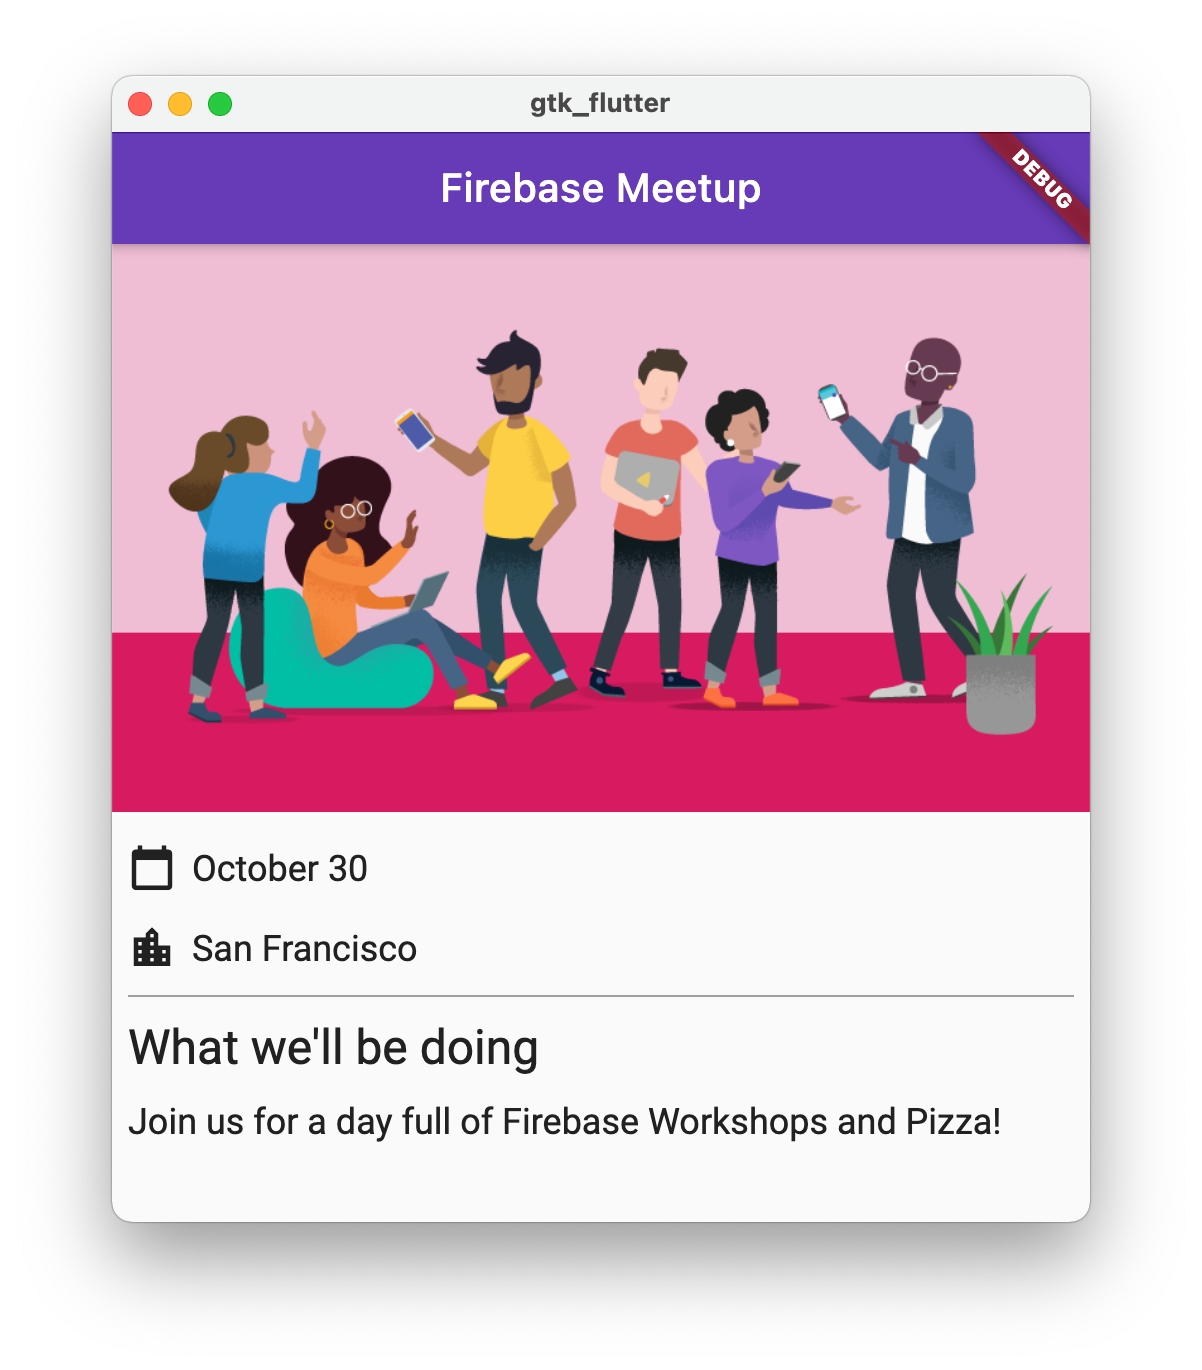 gtk_flutter
Firebase Meetup
DEBUG
October 30
San Francisco
What we'll be doing
Join us for a day full of Firebase Workshops and Pizza!